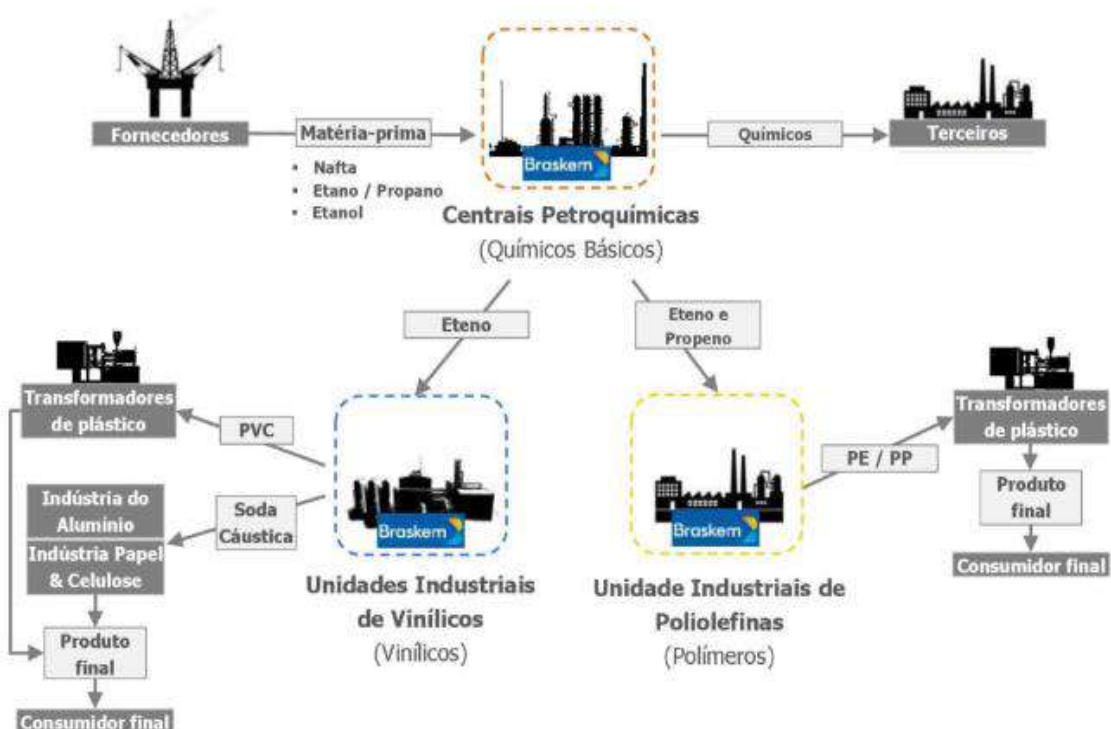 Fornecedores
Matéria-prima
▪ Nafta
▪ Etano / Propano
▪ Etanol
Braskem
Químicos
Terceiros
Centrais Petroquímicas
(Químicos Básicos)
Eteno
Eteno e
Propeno
Transformadores
de plástico
PVC
Indústria do
Alumínio
Indústria Papel
& Celulose
Soda
Cáustica
Produto
final
Consumidor final
Braskem
Unidades Industriais
de Vinílicos
(Vinílicos)
Braskem
Unidade Industriais de
Poliolefinas
(Polímeros)
PE / PP
Transformadores
de plástico
Produto
final
Consumidor final